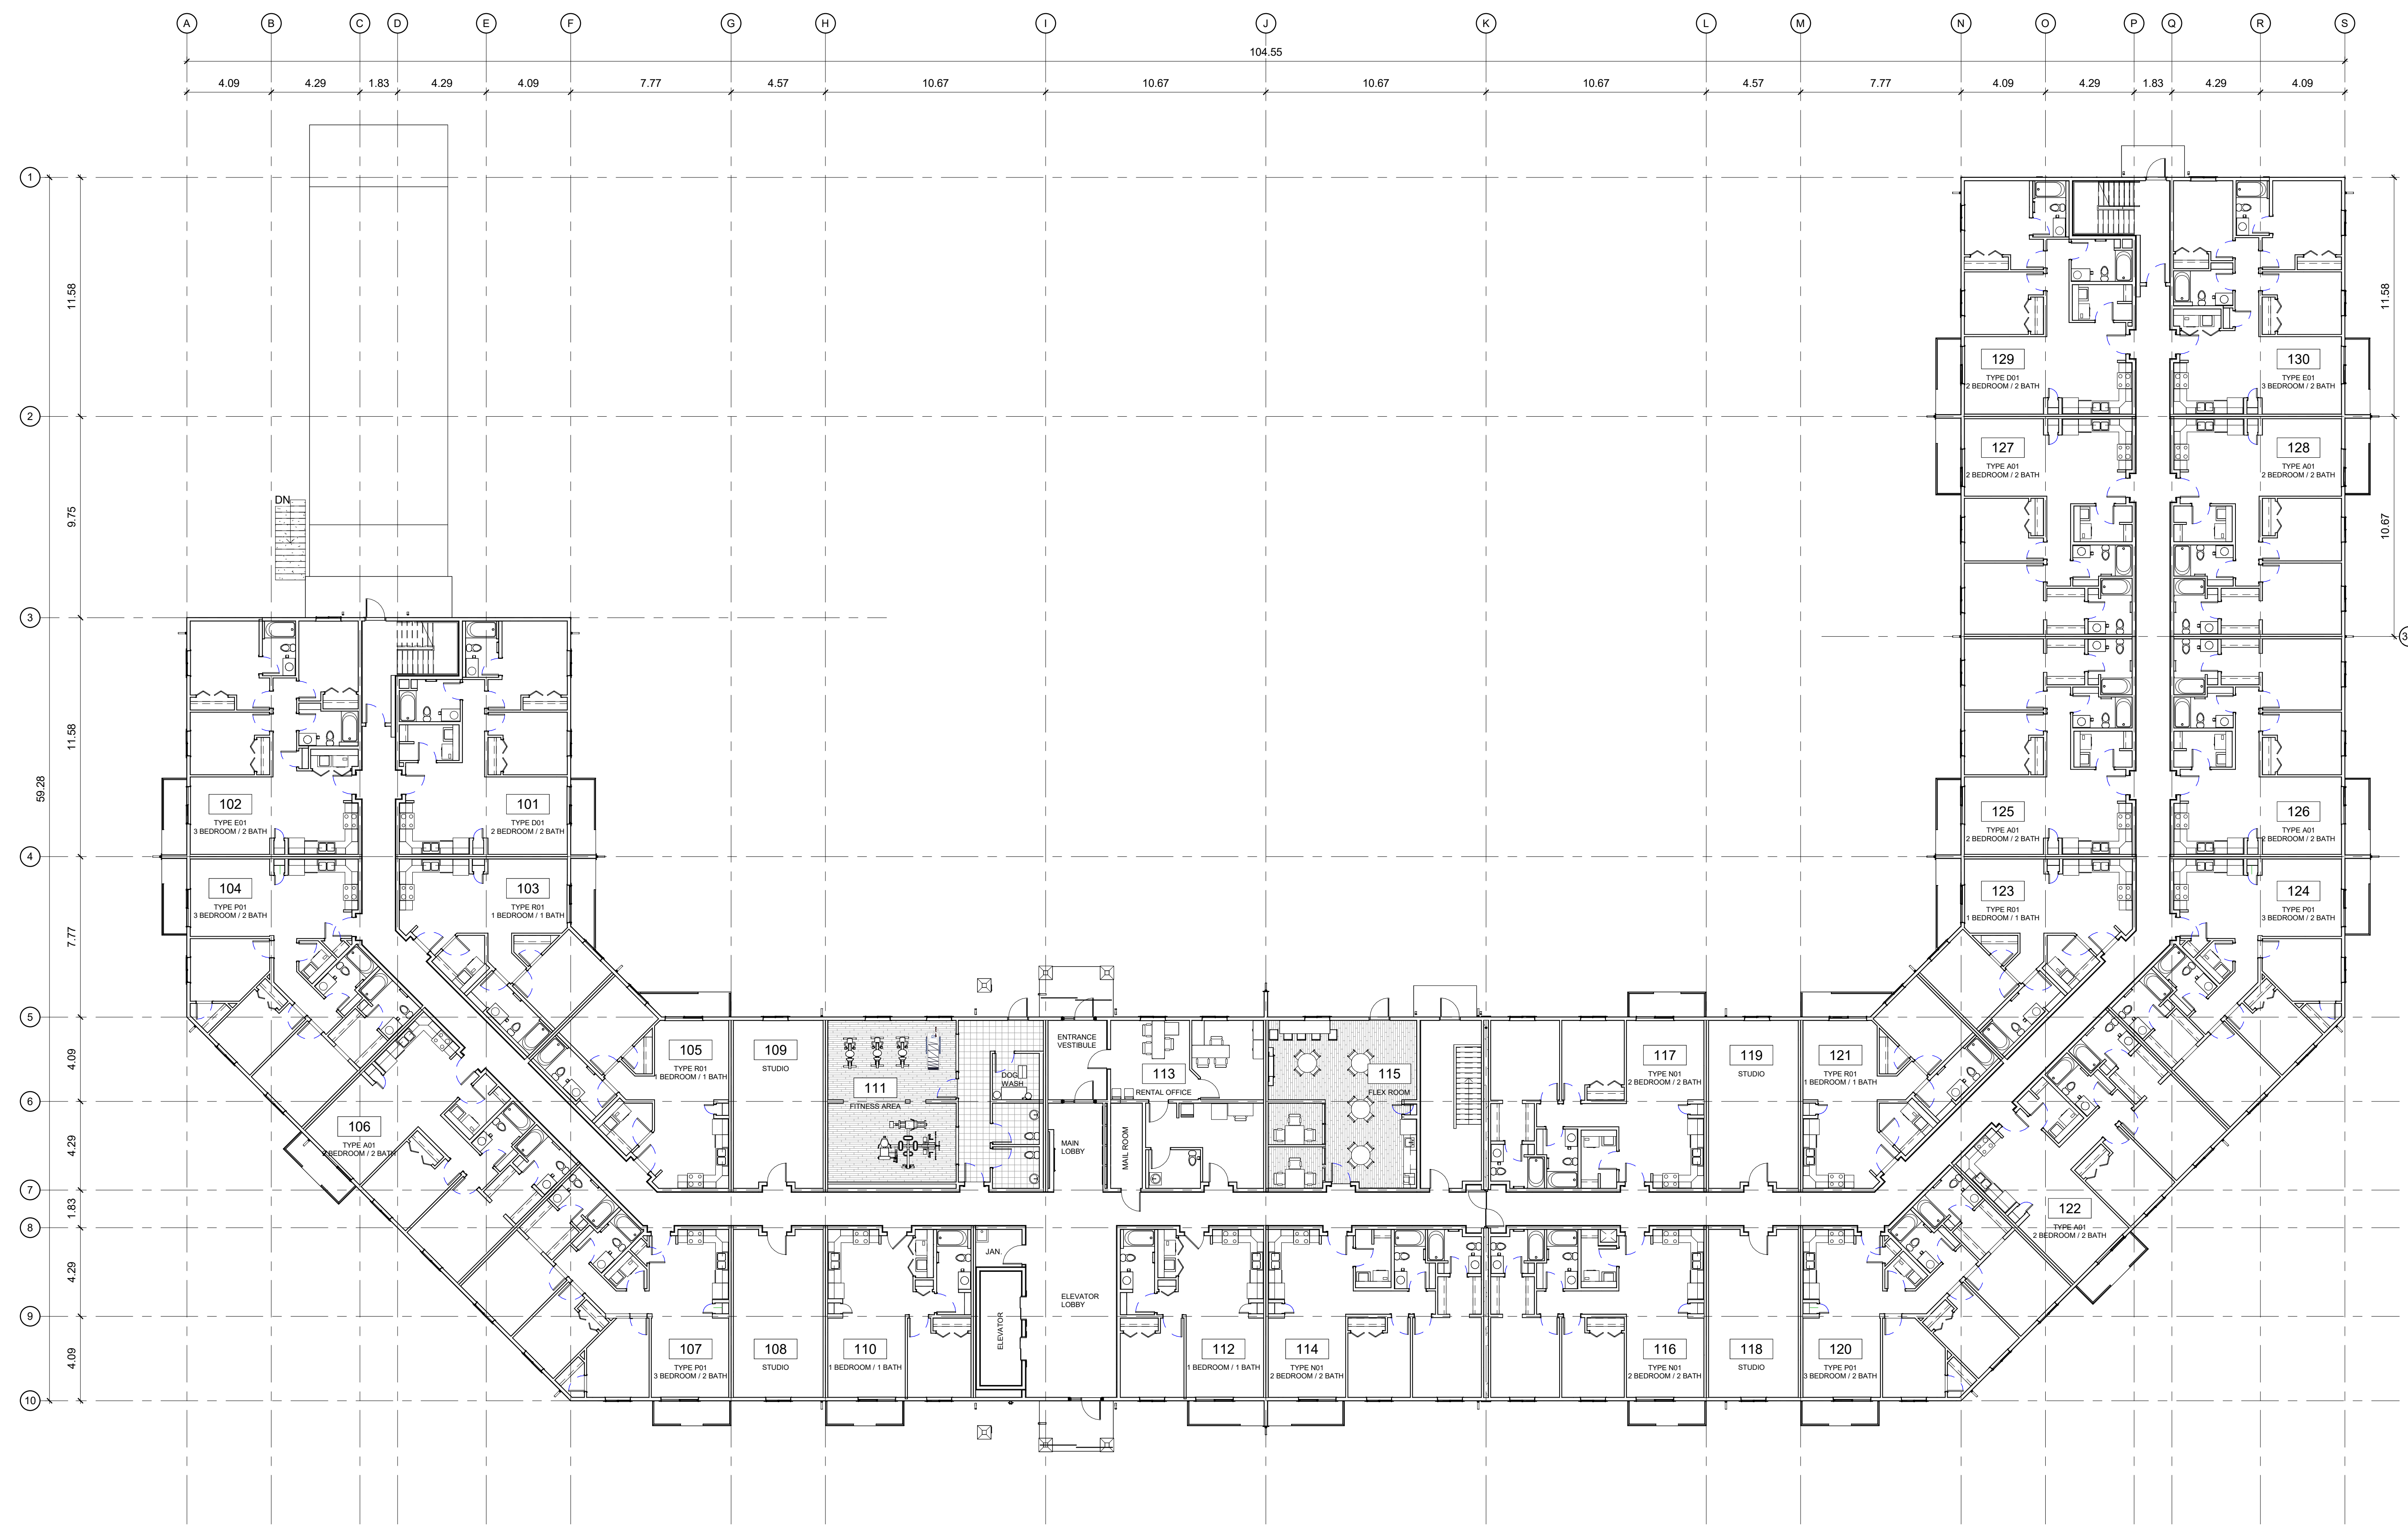 A B C D E F G H I J K L M N O P Q R S
104.55
4.09 4.29 1.83 4.29 4.09 7.77 4.57 10.67 10.67 10.67 10.67 4.57 7.77 4.09 4.29 1.83 4.29 4.09
1
11.58
11.58
129
TYPE D01
2 BEDROOM / 2 BATH
130
TYPE E01
3 BEDROOM / 2 BATH
2
127
TYPE A01
2 BEDROOM / 2 BATH
128
TYPE A01
2 BEDROOM / 2 BATH
DN
9.75
10.67
3
11.58
59.28
102
TYPE E01
3 BEDROOM / 2 BATH
101
TYPE D01
2 BEDROOM / 2 BATH
125
TYPE A01
2 BEDROOM / 2 BATH
126
TYPE A01
2 BEDROOM / 2 BATH
4
104
TYPE P01
3 BEDROOM / 2 BATH
103
TYPE R01
1 BEDROOM / 1 BATH
123
TYPE R01
1 BEDROOM / 1 BATH
124
TYPE P01
3 BEDROOM / 2 BATH
7.77
5
4.09
105
TYPE R01
1 BEDROOM / 1 BATH
109
STUDIO
111
FITNESS AREA
DOG
WASH
ENTRANCE
VESTIBULE
113
RENTAL OFFICE
115
FLEX ROOM
117
TYPE N01
2 BEDROOM / 2 BATH
119
STUDIO
121
TYPE R01
1 BEDROOM / 1 BATH
6
106
TYPE A01
2 BEDROOM / 2 BATH
4.29
MAIN
LOBBY
MAIL ROOM
7
1.83
122
TYPE A01
2 BEDROOM / 2 BATH
8
4.29
JAN.
ELEVATOR
ELEVATOR
LOBBY
9
4.09
107
TYPE P01
3 BEDROOM / 2 BATH
108
STUDIO
110
1 BEDROOM / 1 BATH
112
1 BEDROOM / 1 BATH
114
TYPE N01
2 BEDROOM / 2 BATH
116
TYPE N01
2 BEDROOM / 2 BATH
118
STUDIO
120
TYPE P01
3 BEDROOM / 2 BATH
10